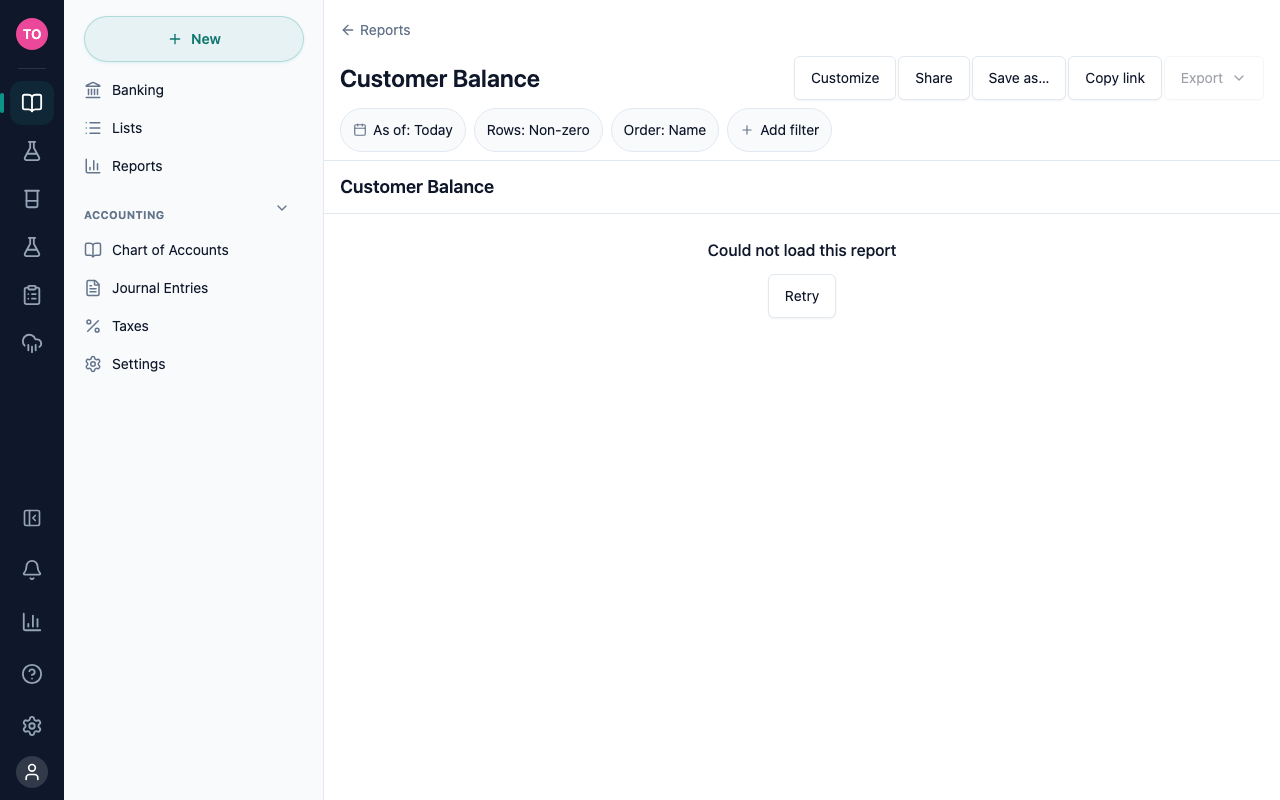 TO
New
Banking
Lists
Reports
ACCOUNTING
Chart of Accounts
Journal Entries
Taxes
Settings
Reports
Customer Balance
Customize
Share
Save as...
Copy link
Export
As of: Today
Rows: Non-zero
Order: Name
Add filter
Customer Balance
Could not load this report
Retry